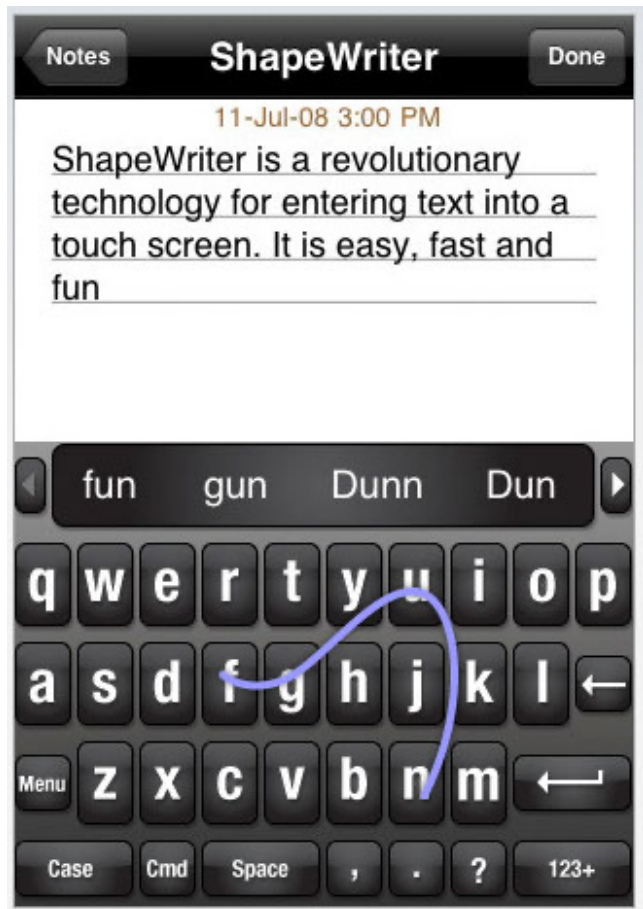 Notes ShapeWriter Done
11-Jul-08 3:00 PM
ShapeWriter is a revolutionary
technology for entering text into a
touch screen. It is easy, fast and
fun
fun gun Dunn Dun
q w e r t y u i o p
a s d f g h j k l
Menu z x c v b n m
Case Cmd Space , . ? 123+